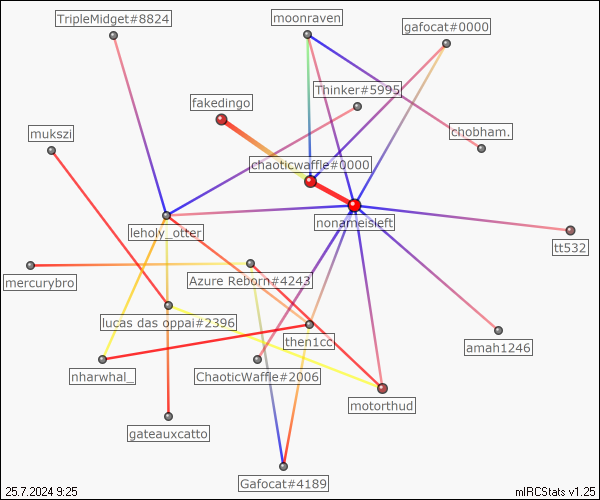 TripleMidget#8824
moonraven
gafocat#0000
Thinker#5995
fakedingo
chobham.
mukszi
chaoticwaffle#0000
leholy_otter
nonameisleft
tt532
mercurybro
Azure Reborn#4243
lucas das oppai#2396
then1cc
amah1246
nharwhal_
ChaoticWaffle#2006
motorthud
gateauxcatto
Gafocat#4189
25.7.2024 9:25
mIRCStats v1.25